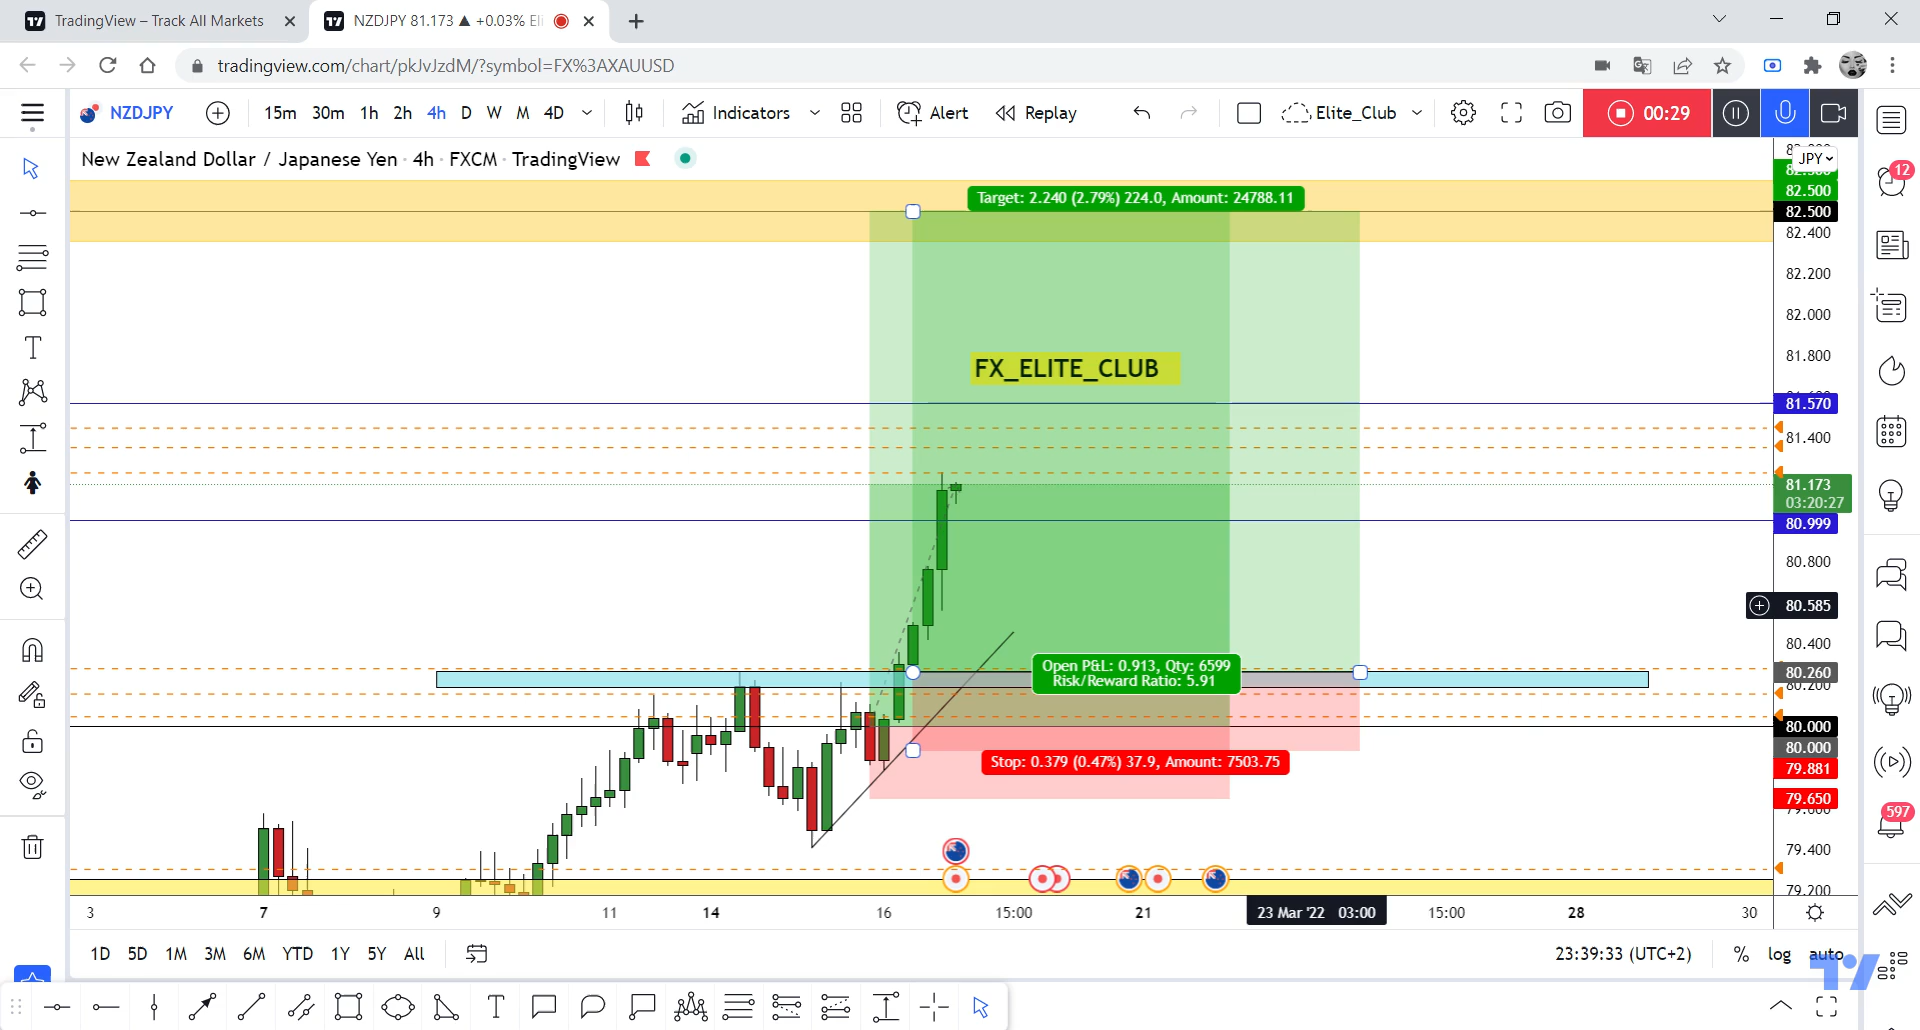 TradingView – Track All Markets
NZDJPY 81.173 ▲ +0.03% Eli
tradingview.com/chart/pkJvJzdM/?symbol=FX%3AXAUUSD
NZDJPY 15m 30m 1h 2h 4h D W M 4D Indicators Alert Replay Elite_Club 00:29
New Zealand Dollar / Japanese Yen · 4h · FXCM · TradingView
JPY
12
82.500
Target: 2.240 (2.79%) 224.0, Amount: 24788.11
82.500
82.400
82.200
82.000
81.800
FX_ELITE_CLUB
81.570
81.400
81.173
03:20:27
80.999
80.800
80.585
80.400
Open P&L: 0.913, Qty: 6599
Risk/Reward Ratio: 5.91
80.260
80.200
80.000
80.000
Stop: 0.379 (0.47%) 37.9, Amount: 7503.75
79.881
79.650
79.600
597
79.400
79.200
3 7 9 11 14 16 15:00 21 23 Mar '22 03:00 15:00 28 30
1D 5D 1M 3M 6M YTD 1Y 5Y All 23:39:33 (UTC+2) % log auto